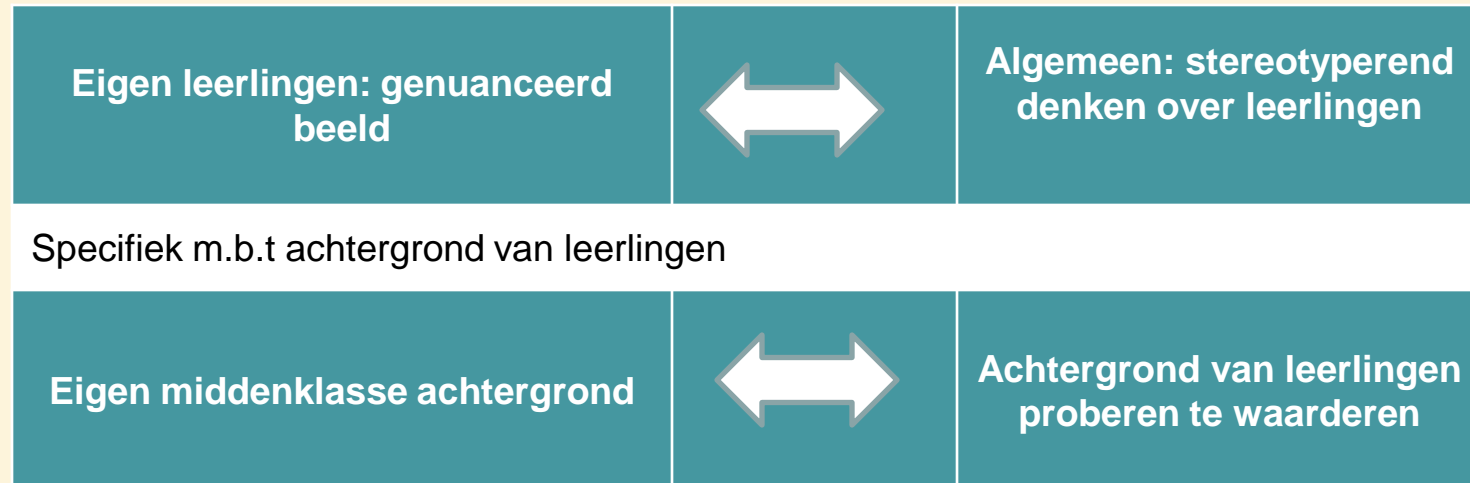 Eigen leerlingen: genuanceerd
beeld
Algemeen: stereotyperend
denken over leerlingen
Specifiek m.b.t achtergrond van leerlingen
Eigen middenklasse achtergrond
Achtergrond van leerlingen
proberen te waarderen